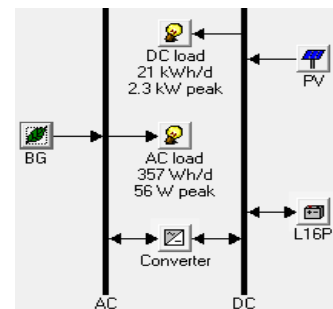 DC load
21 kWh/d
2.3 kW peak
PV
BG
AC load
357 Wh/d
56 W peak
L16P
Converter
AC
DC